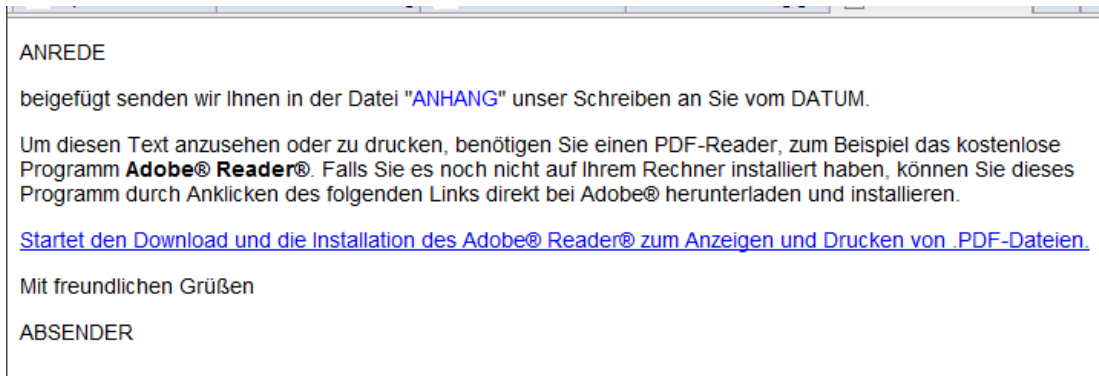 ANREDE
beigefügt senden wir Ihnen in der Datei "ANHANG" unser Schreiben an Sie vom DATUM.
Um diesen Text anzusehen oder zu drucken, benötigen Sie einen PDF-Reader, zum Beispiel das kostenlose
Programm Adobe® Reader®. Falls Sie es noch nicht auf Ihrem Rechner installiert haben, können Sie dieses
Programm durch Anklicken des folgenden Links direkt bei Adobe® herunterladen und installieren.
Startet den Download und die Installation des Adobe® Reader® zum Anzeigen und Drucken von .PDF-Dateien.
Mit freundlichen Grüßen
ABSENDER